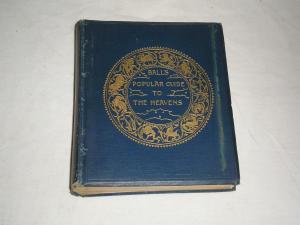 BALL'S
POPULAR GUIDE
TO
THE HEAVENS